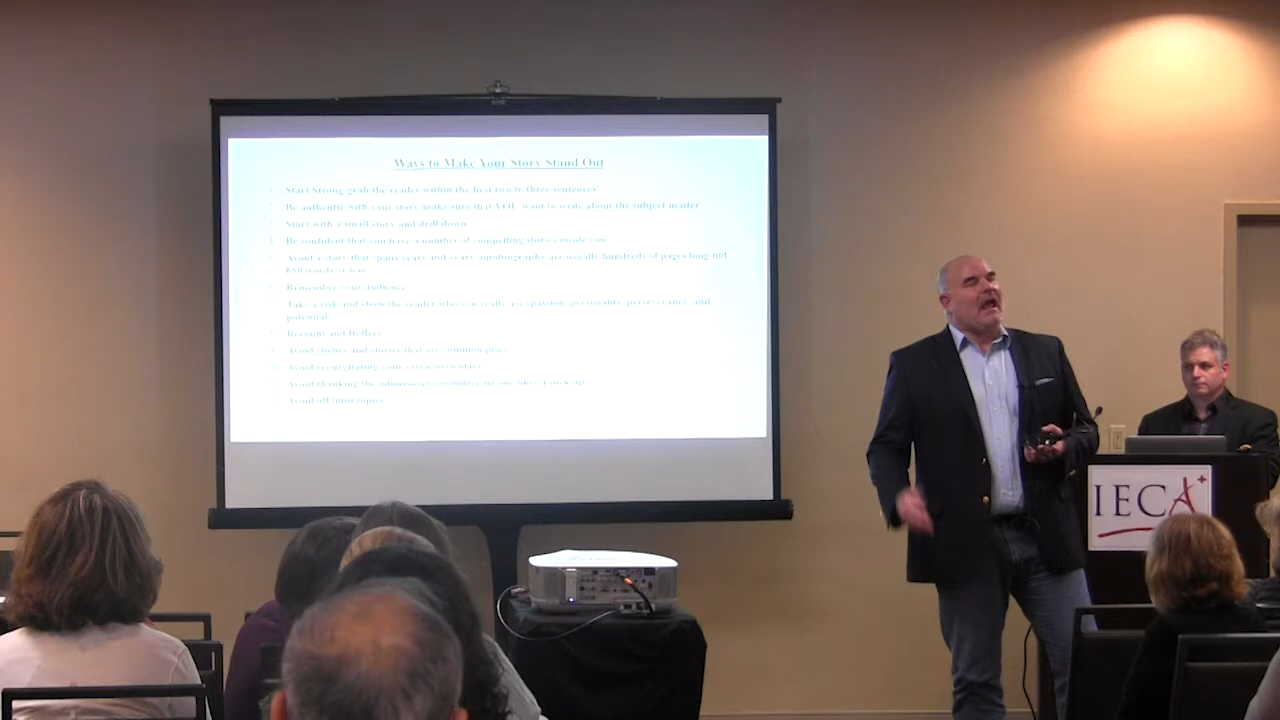 Ways to Make Your Story Stand Out
Start Strong-grab the reader within the first two to three sentences
Be authentic with your story, make sure that YOU want to write about the subject matter
Start with a small story and drill down
Be confident that you have a number of compelling stories inside you
Avoid a story that spans years and years, autobiographies are usually hundreds of pages long not
650 words or less
Remember your audience
Take a risk and show the reader who you really are (passion, personality, perseverance, and
potential)
Recount and Reflect
Avoid cliches and stories that are commonplace
Avoid regurgitating your extracurriculars
Avoid thanking the admissions committee, no one likes a suck up
Avoid off limit topics
IECA+